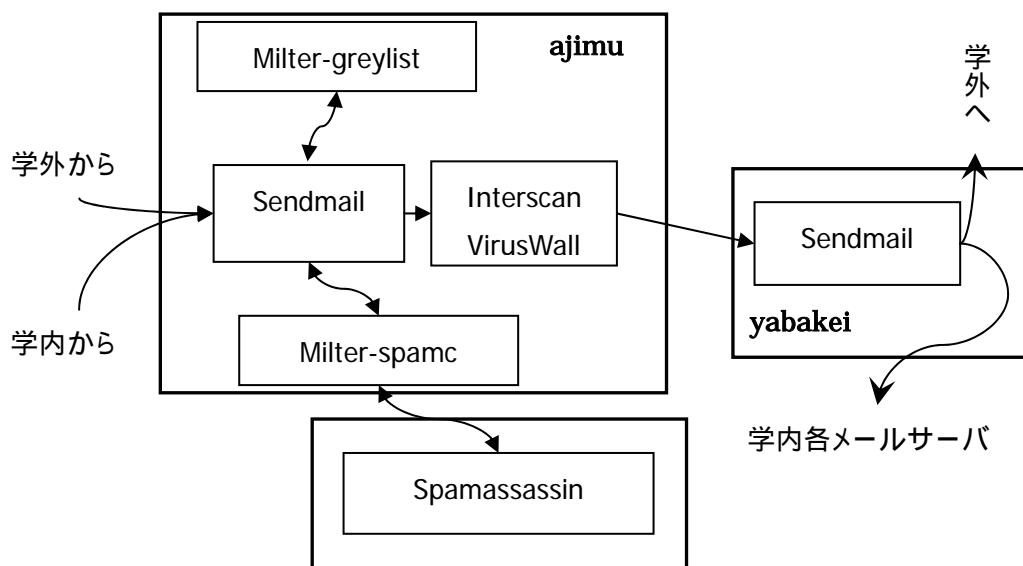 Milter-greylist
ajimu
学外へ
学外から
Sendmail
Interscan
VirusWall
Sendmail
yabakei
学内から
Milter-spamc
学内各メールサーバ
Spamassassin